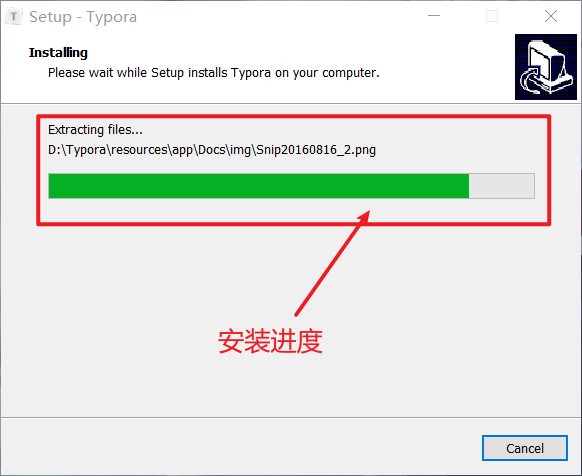 Setup - Typora
Installing
Please wait while Setup installs Typora on your computer.
Extracting files...
D:\Typora\resources\app\Docs\img\Snip20160816_2.png
安装进度
Cancel